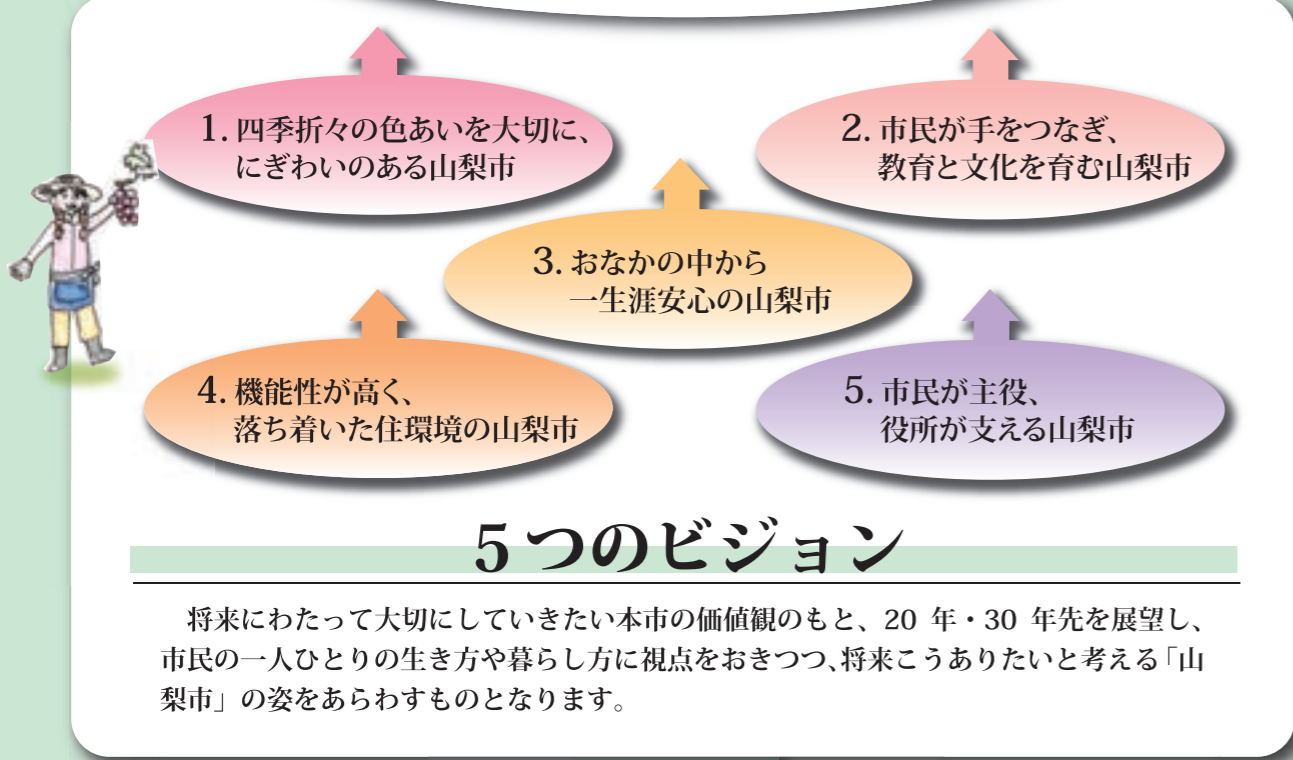 1. 四季折々の色あいを大切に、
にぎわいのある山梨市
2. 市民が手をつなぎ、
教育と文化を育む山梨市
3. おなかの中から
一生涯安心の山梨市
4. 機能性が高く、
落ち着いた住環境の山梨市
5. 市民が主役、
役所が支える山梨市
5つのビジョン
将来にわたって大切にしていきたい本市の価値観のもと、20 年・30 年先を展望し、
市民の一人ひとりの生き方や暮らし方に視点をおきつつ、将来こうありたいと考える「山
梨市」の姿をあらわすものとなります。